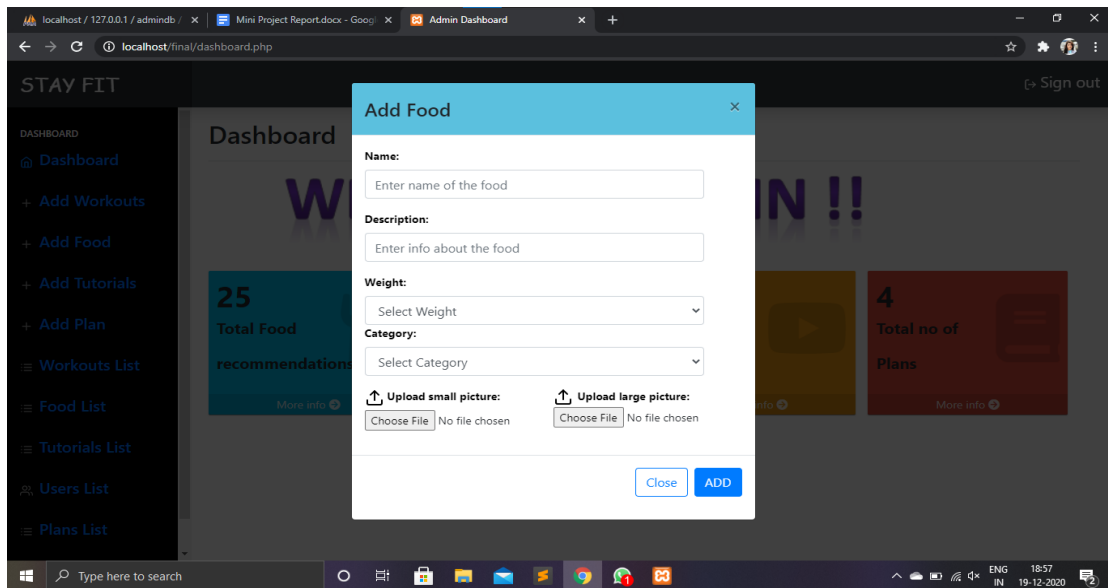 localhost / 127.0.0.1 / admindb /
Mini Project Report.docx - Goog
Admin Dashboard
localhost/final/dashboard.php
STAY FIT
Sign out
DASHBOARD
Dashboard
Add Workouts
Add Food
Add Tutorials
Add Plan
Workouts List
Food List
Tutorials List
Users List
Plans List
Dashboard
W
IN !!
25
Total Food
recommendations
More info
nfo
4
Total no of
Plans
More info
Add Food
×
Name:
Enter name of the food
Description:
Enter info about the food
Weight:
Select Weight
Category:
Select Category
Upload small picture:
Choose File No file chosen
Upload large picture:
Choose File No file chosen
Close
ADD
Type here to search
ENG
IN
18:57
19-12-2020
2